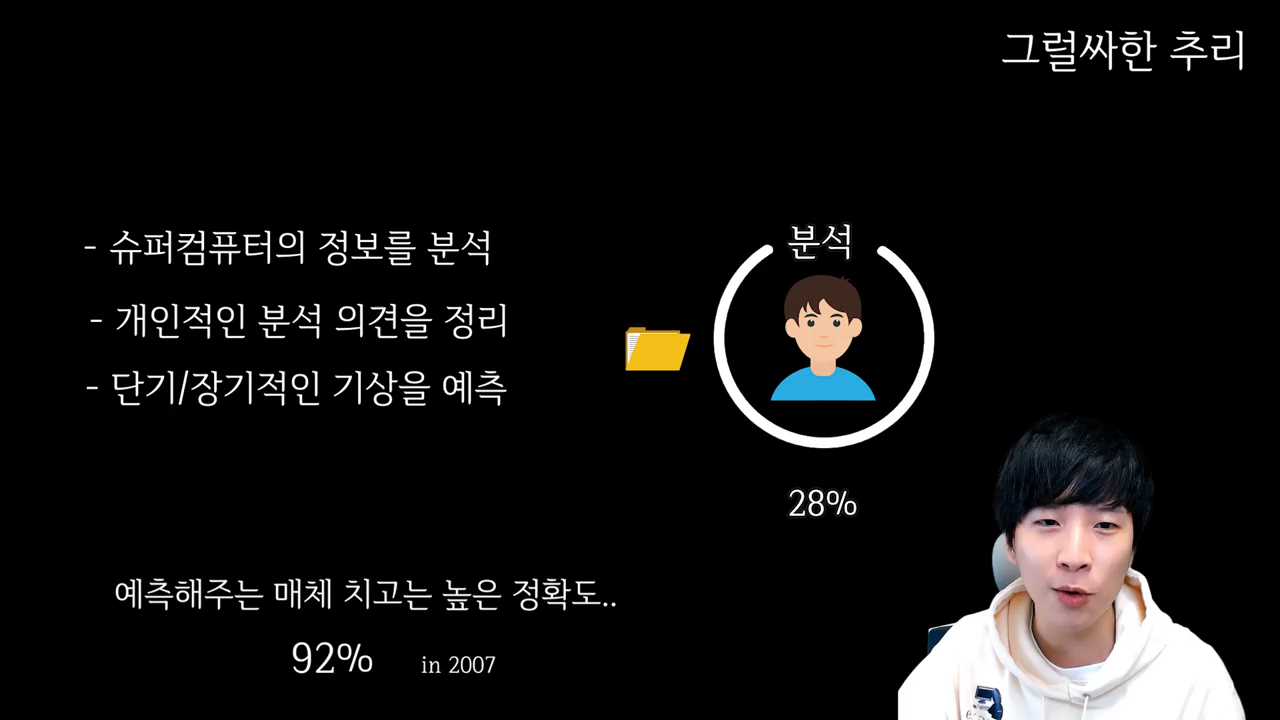 그럴싸한 추리
- 슈퍼컴퓨터의 정보를 분석
- 개인적인 분석 의견을 정리
- 단기/장기적인 기상을 예측
분석
28%
예측해주는 매체 치고는 높은 정확도..
92% in 2007